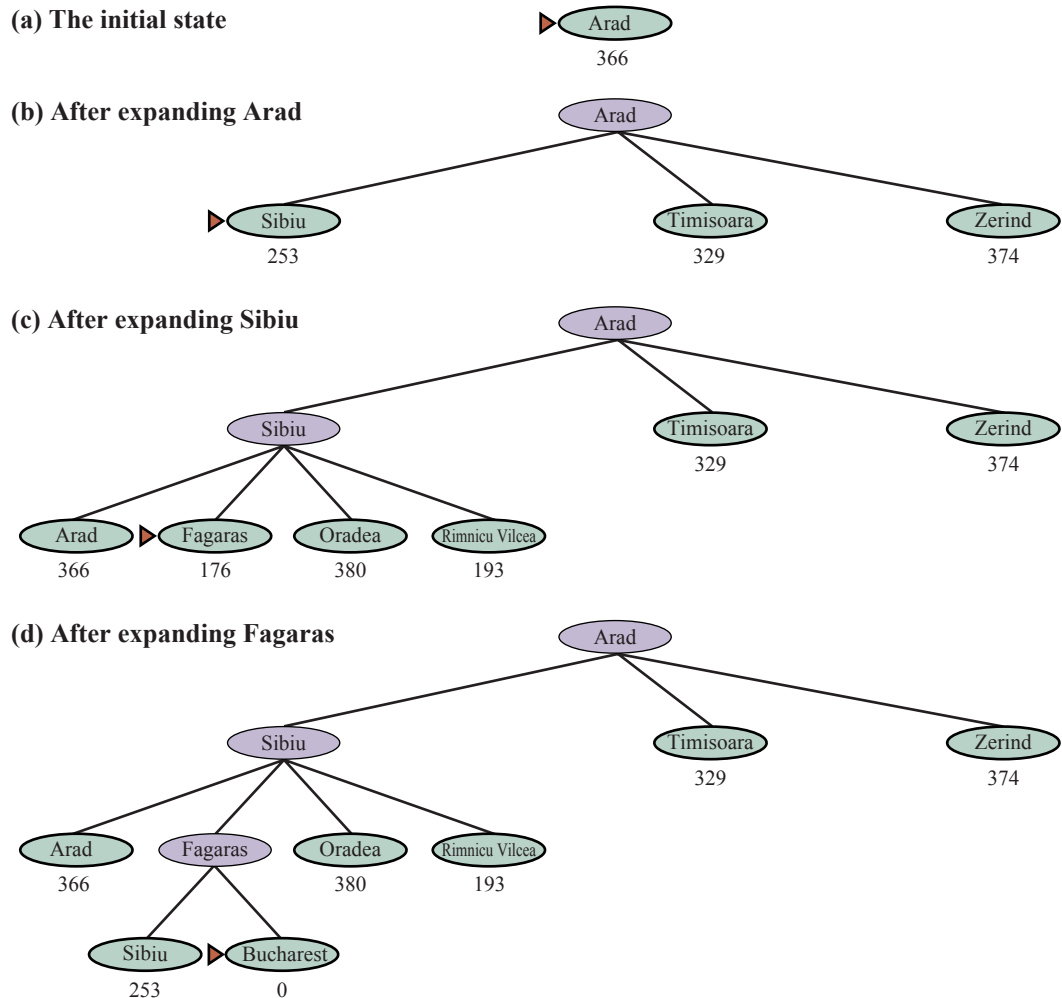 (a) The initial state
Arad
366
(b) After expanding Arad
Arad
Sibiu Timisoara Zerind
253 329 374
(c) After expanding Sibiu
Arad
Sibiu Timisoara Zerind
329 374
Arad Fagaras Oradea Rimnicu Vilcea
366 176 380 193
(d) After expanding Fagaras
Arad
Sibiu Timisoara Zerind
329 374
Arad Fagaras Oradea Rimnicu Vilcea
366 380 193
Sibiu Bucharest
253 0